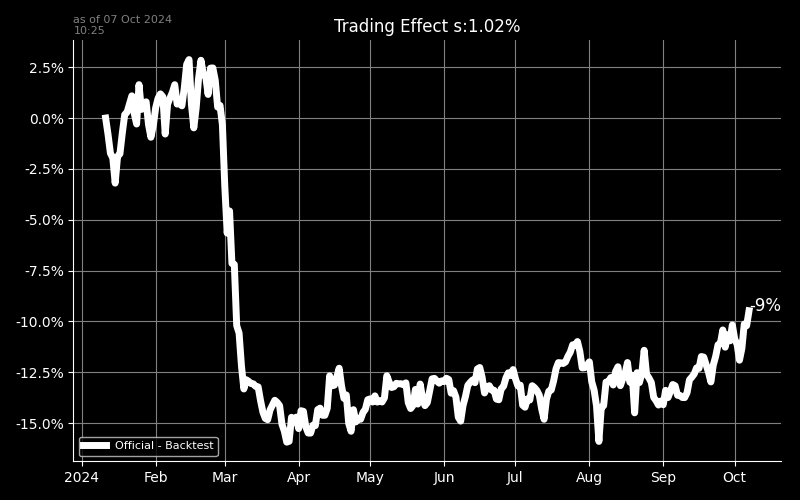 as of 07 Oct 2024
10:25
Trading Effect s:1.02%
2.5%
0.0%
-2.5%
-5.0%
-7.5%
-10.0%
-12.5%
-15.0%
-9%
Official - Backtest
2024 Feb Mar Apr May Jun Jul Aug Sep Oct